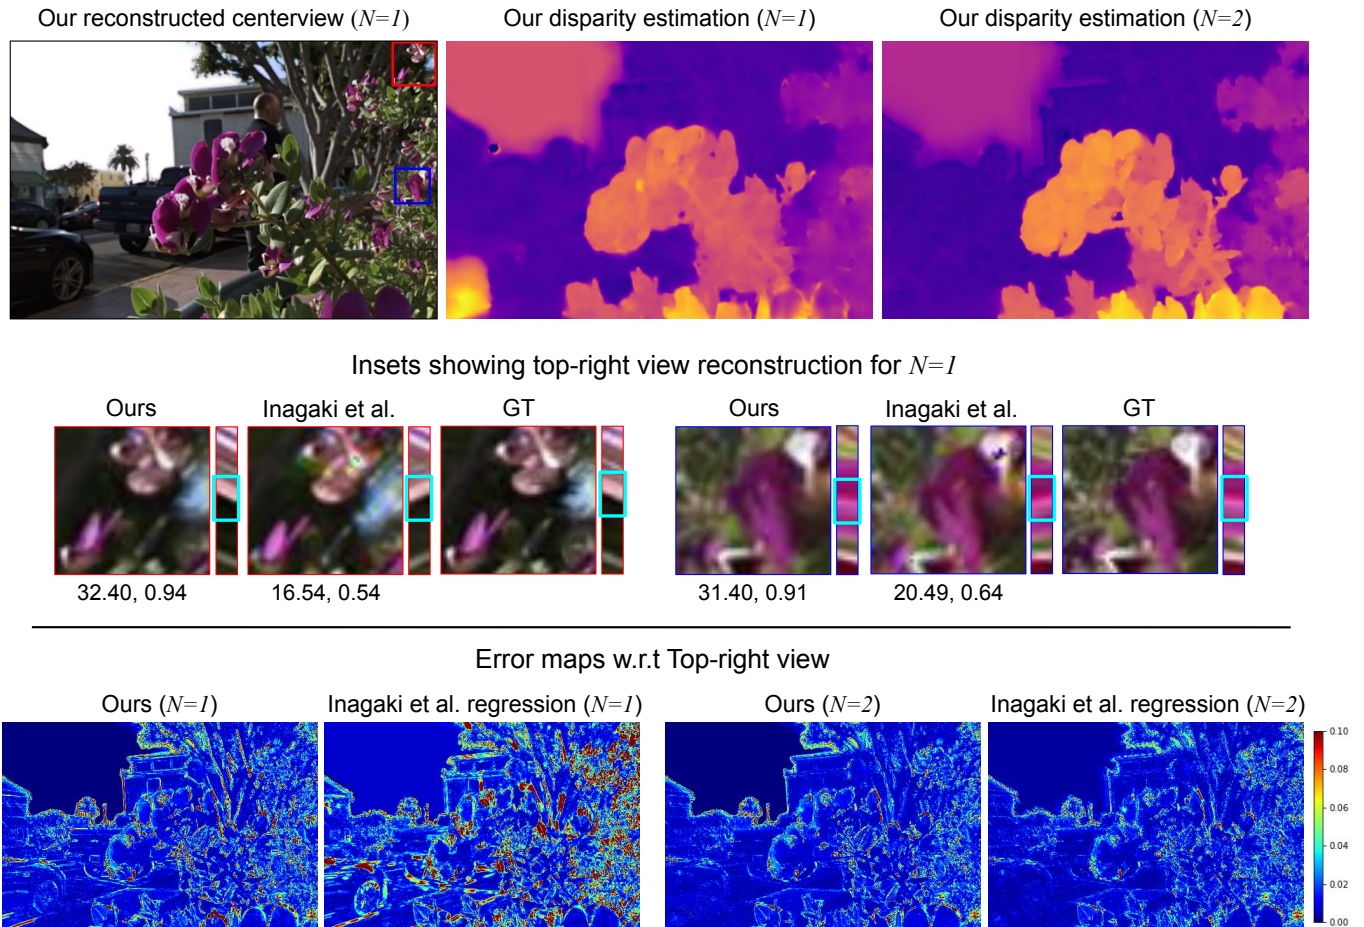 Our reconstructed centerview (N=1)
Our disparity estimation (N=1)
Our disparity estimation (N=2)
Insets showing top-right view reconstruction for N=1
Ours
Inagaki et al.
GT
Ours
Inagaki et al.
GT
32.40, 0.94
16.54, 0.54
31.40, 0.91
20.49, 0.64
Error maps w.r.t Top-right view
Ours (N=1)
Inagaki et al. regression (N=1)
Ours (N=2)
Inagaki et al. regression (N=2)
0.10
0.08
0.06
0.04
0.02
0.00